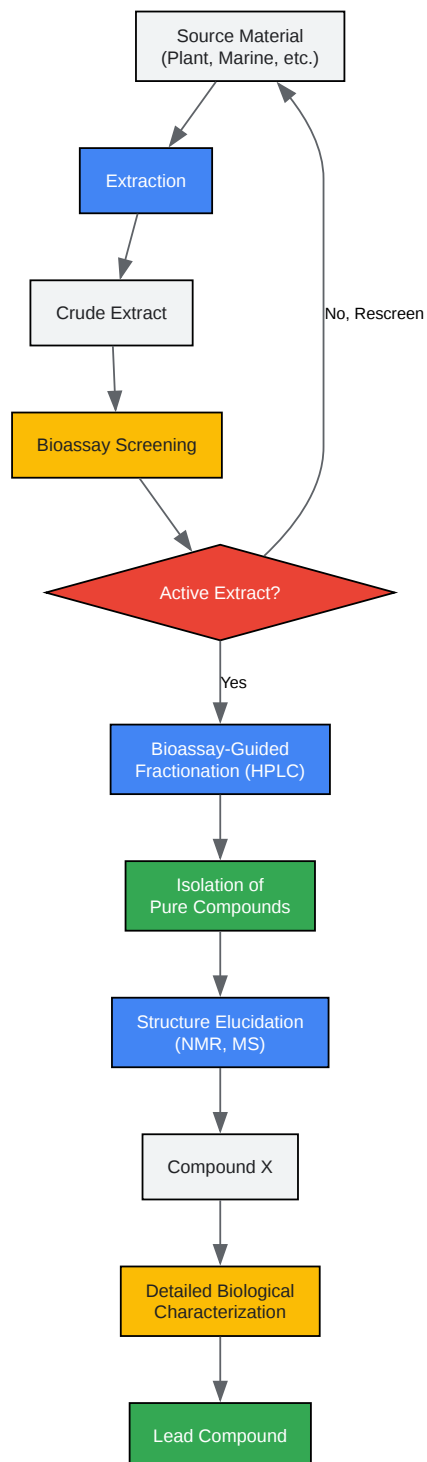 Source Material
(Plant, Marine, etc.)
Extraction
Crude Extract
No, Rescreen
Bioassay Screening
Active Extract?
Yes
Bioassay-Guided
Fractionation (HPLC)
Isolation of
Pure Compounds
Structure Elucidation
(NMR, MS)
Compound X
Detailed Biological
Characterization
Lead Compound